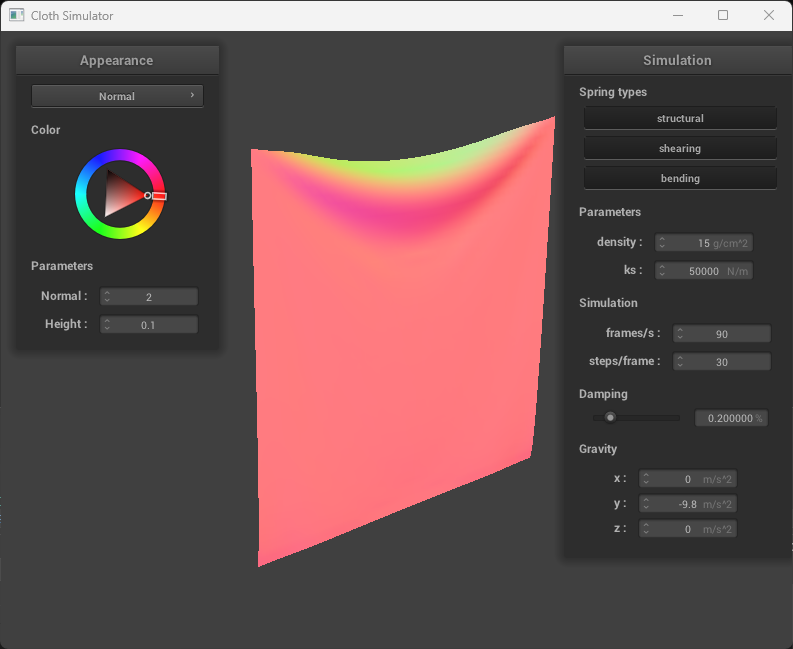 Cloth Simulator
Appearance
Normal
Color
Parameters
Normal : 2
Height : 0.1
Simulation
Spring types
structural
shearing
bending
Parameters
density : 15 g/cm^2
ks : 50000 N/m
Simulation
frames/s : 90
steps/frame : 30
Damping
0.200000 %
Gravity
x : 0 m/s^2
y : -9.8 m/s^2
z : 0 m/s^2